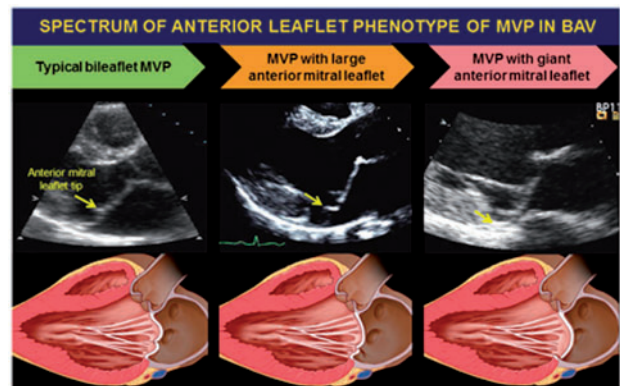 SPECTRUM OF ANTERIOR LEAFLET PHENOTYPE OF MVP IN BAV
Typical bileaflet MVP
MVP with large
anterior mitral leaflet
MVP with giant
anterior mitral leaflet
Anterior mitral
leaflet tip